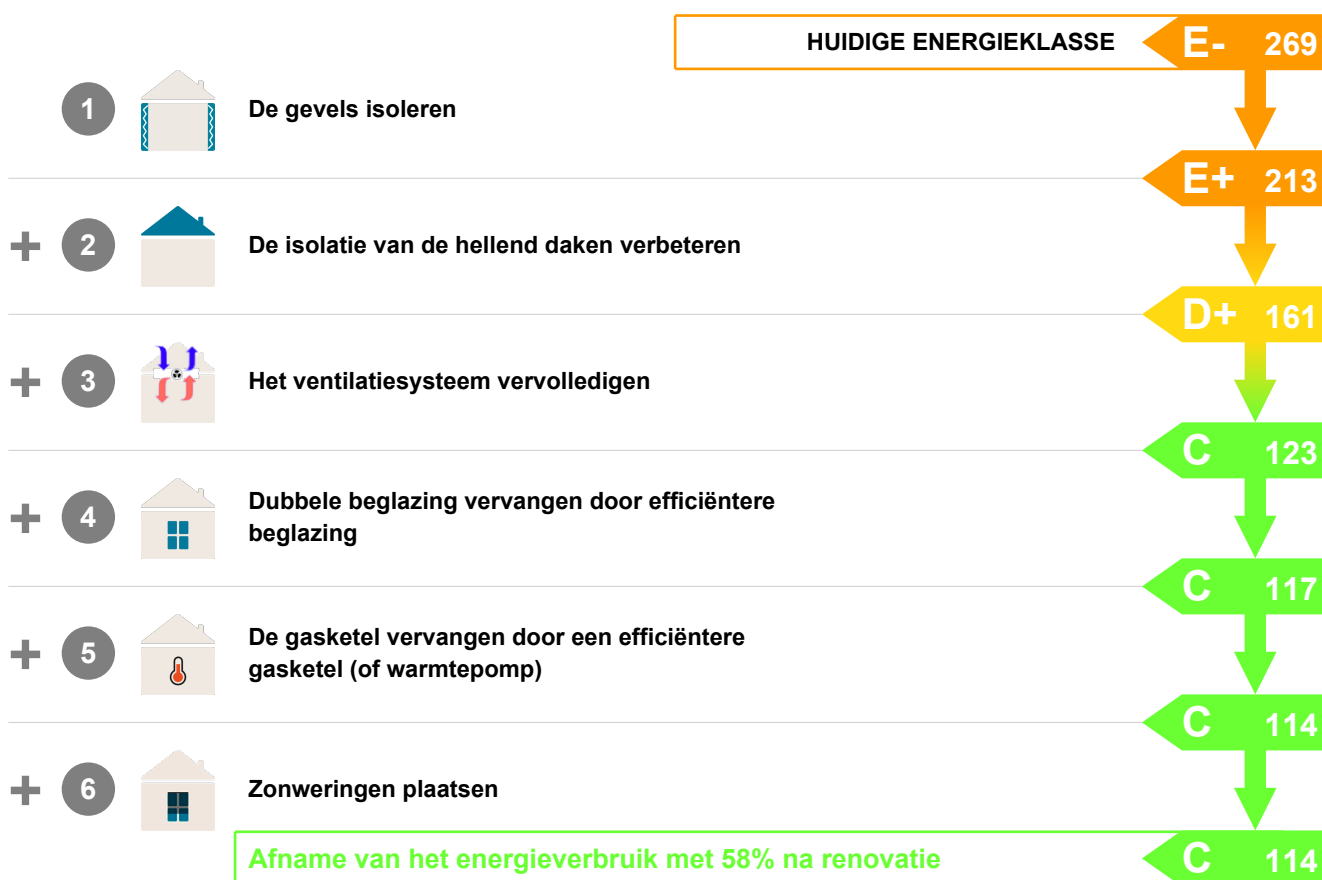 HUIDIGE ENERGIEKLASSE E- 269
1 De gevels isoleren
E+ 213
+ 2 De isolatie van de hellend daken verbeteren
D+ 161
+ 3 Het ventilatiesysteem vervolledigen
C 123
+ 4 Dubbele beglazing vervangen door efficiëntere
beglazing
C 117
+ 5 De gasketel vervangen door een efficiëntere
gasketel (of warmtepomp)
C 114
+ 6 Zonweringen plaatsen
Afname van het energieverbruik met 58% na renovatie C 114